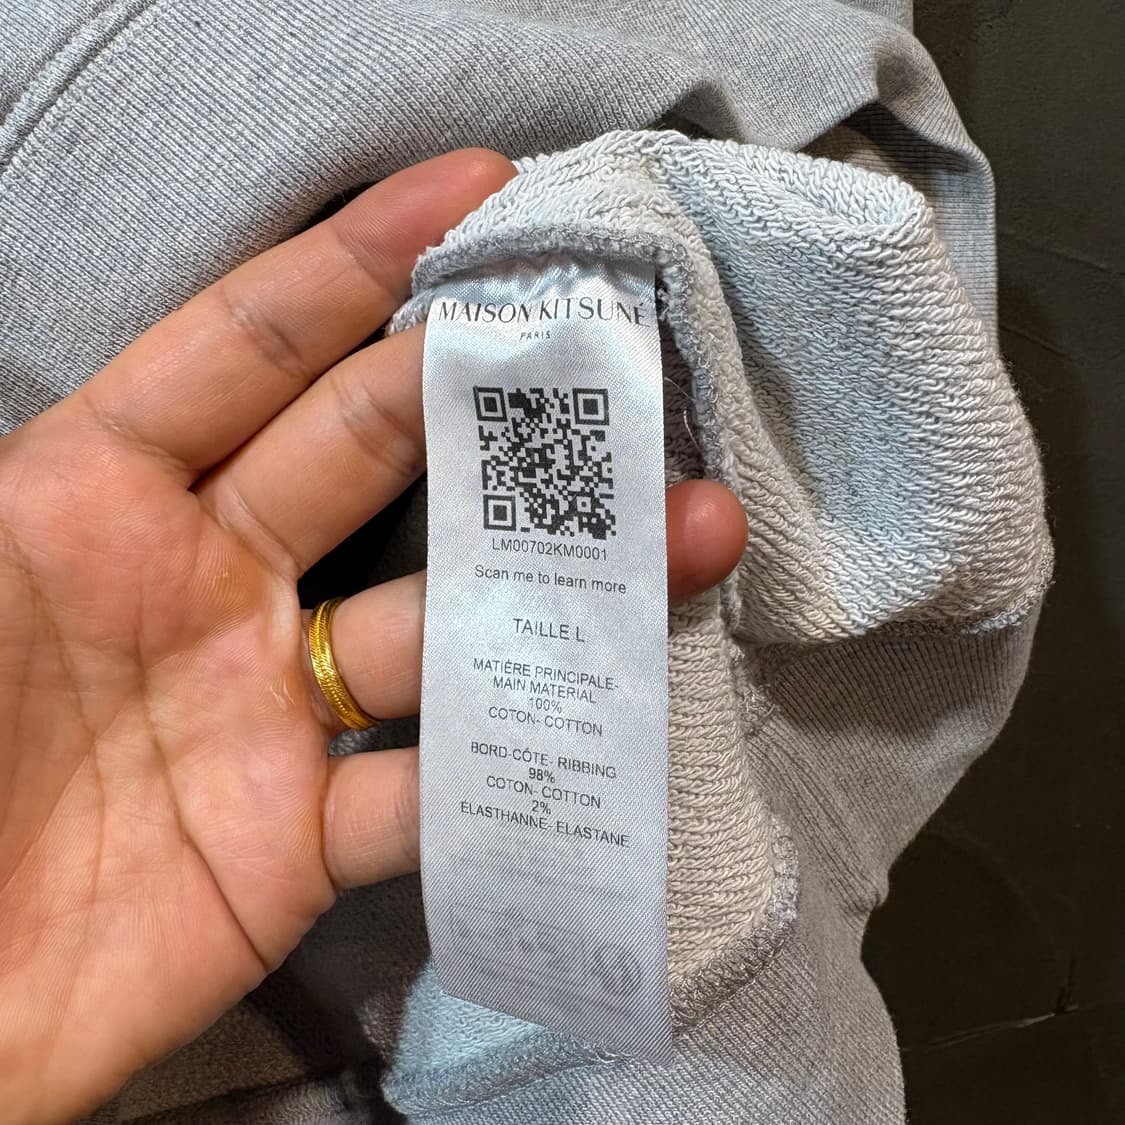 MAISON KITSUNÉ
PARIS
LM00702KM0001
Scan me to learn more
TAILLE L
MATIÈRE PRINCIPALE-
MAIN MATERIAL
100%
COTON- COTTON
BORD-CÔTE- RIBBING
98%
COTON- COTTON
2%
ÉLASTHANNE- ELASTANE